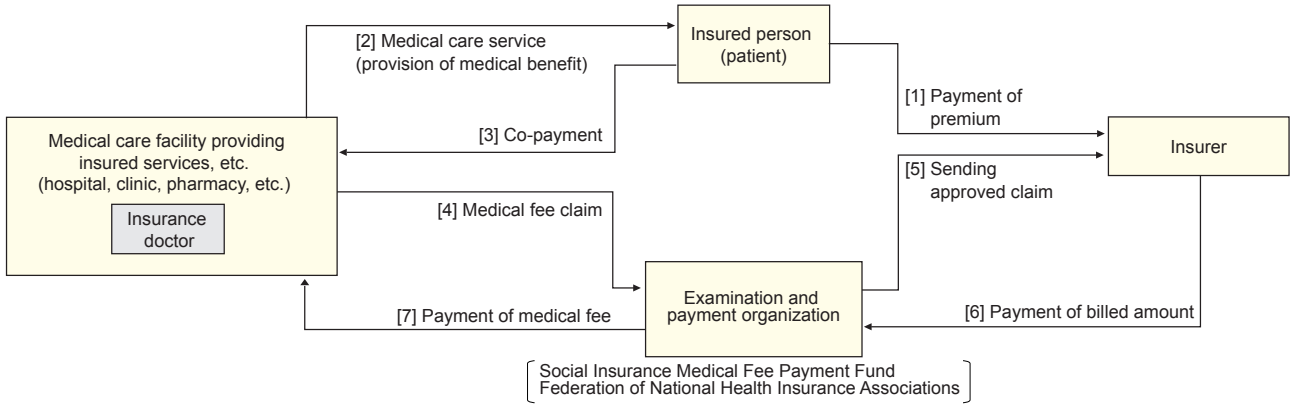 [2] Medical care service
(provision of medical benefit)
Insured person
(patient)
[1] Payment of
premium
[3] Co-payment
Medical care facility providing
insured services, etc.
(hospital, clinic, pharmacy, etc.)
Insurance
doctor
Insurer
[5] Sending
approved claim
[4] Medical fee claim
Examination and
payment organization
[6] Payment of billed amount
[7] Payment of medical fee
Social Insurance Medical Fee Payment Fund
Federation of National Health Insurance Associations